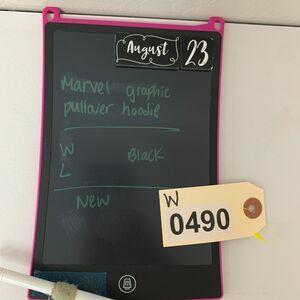 August 23
Marvel graphic
pullover hoodie
W Black
L
New
W
0490